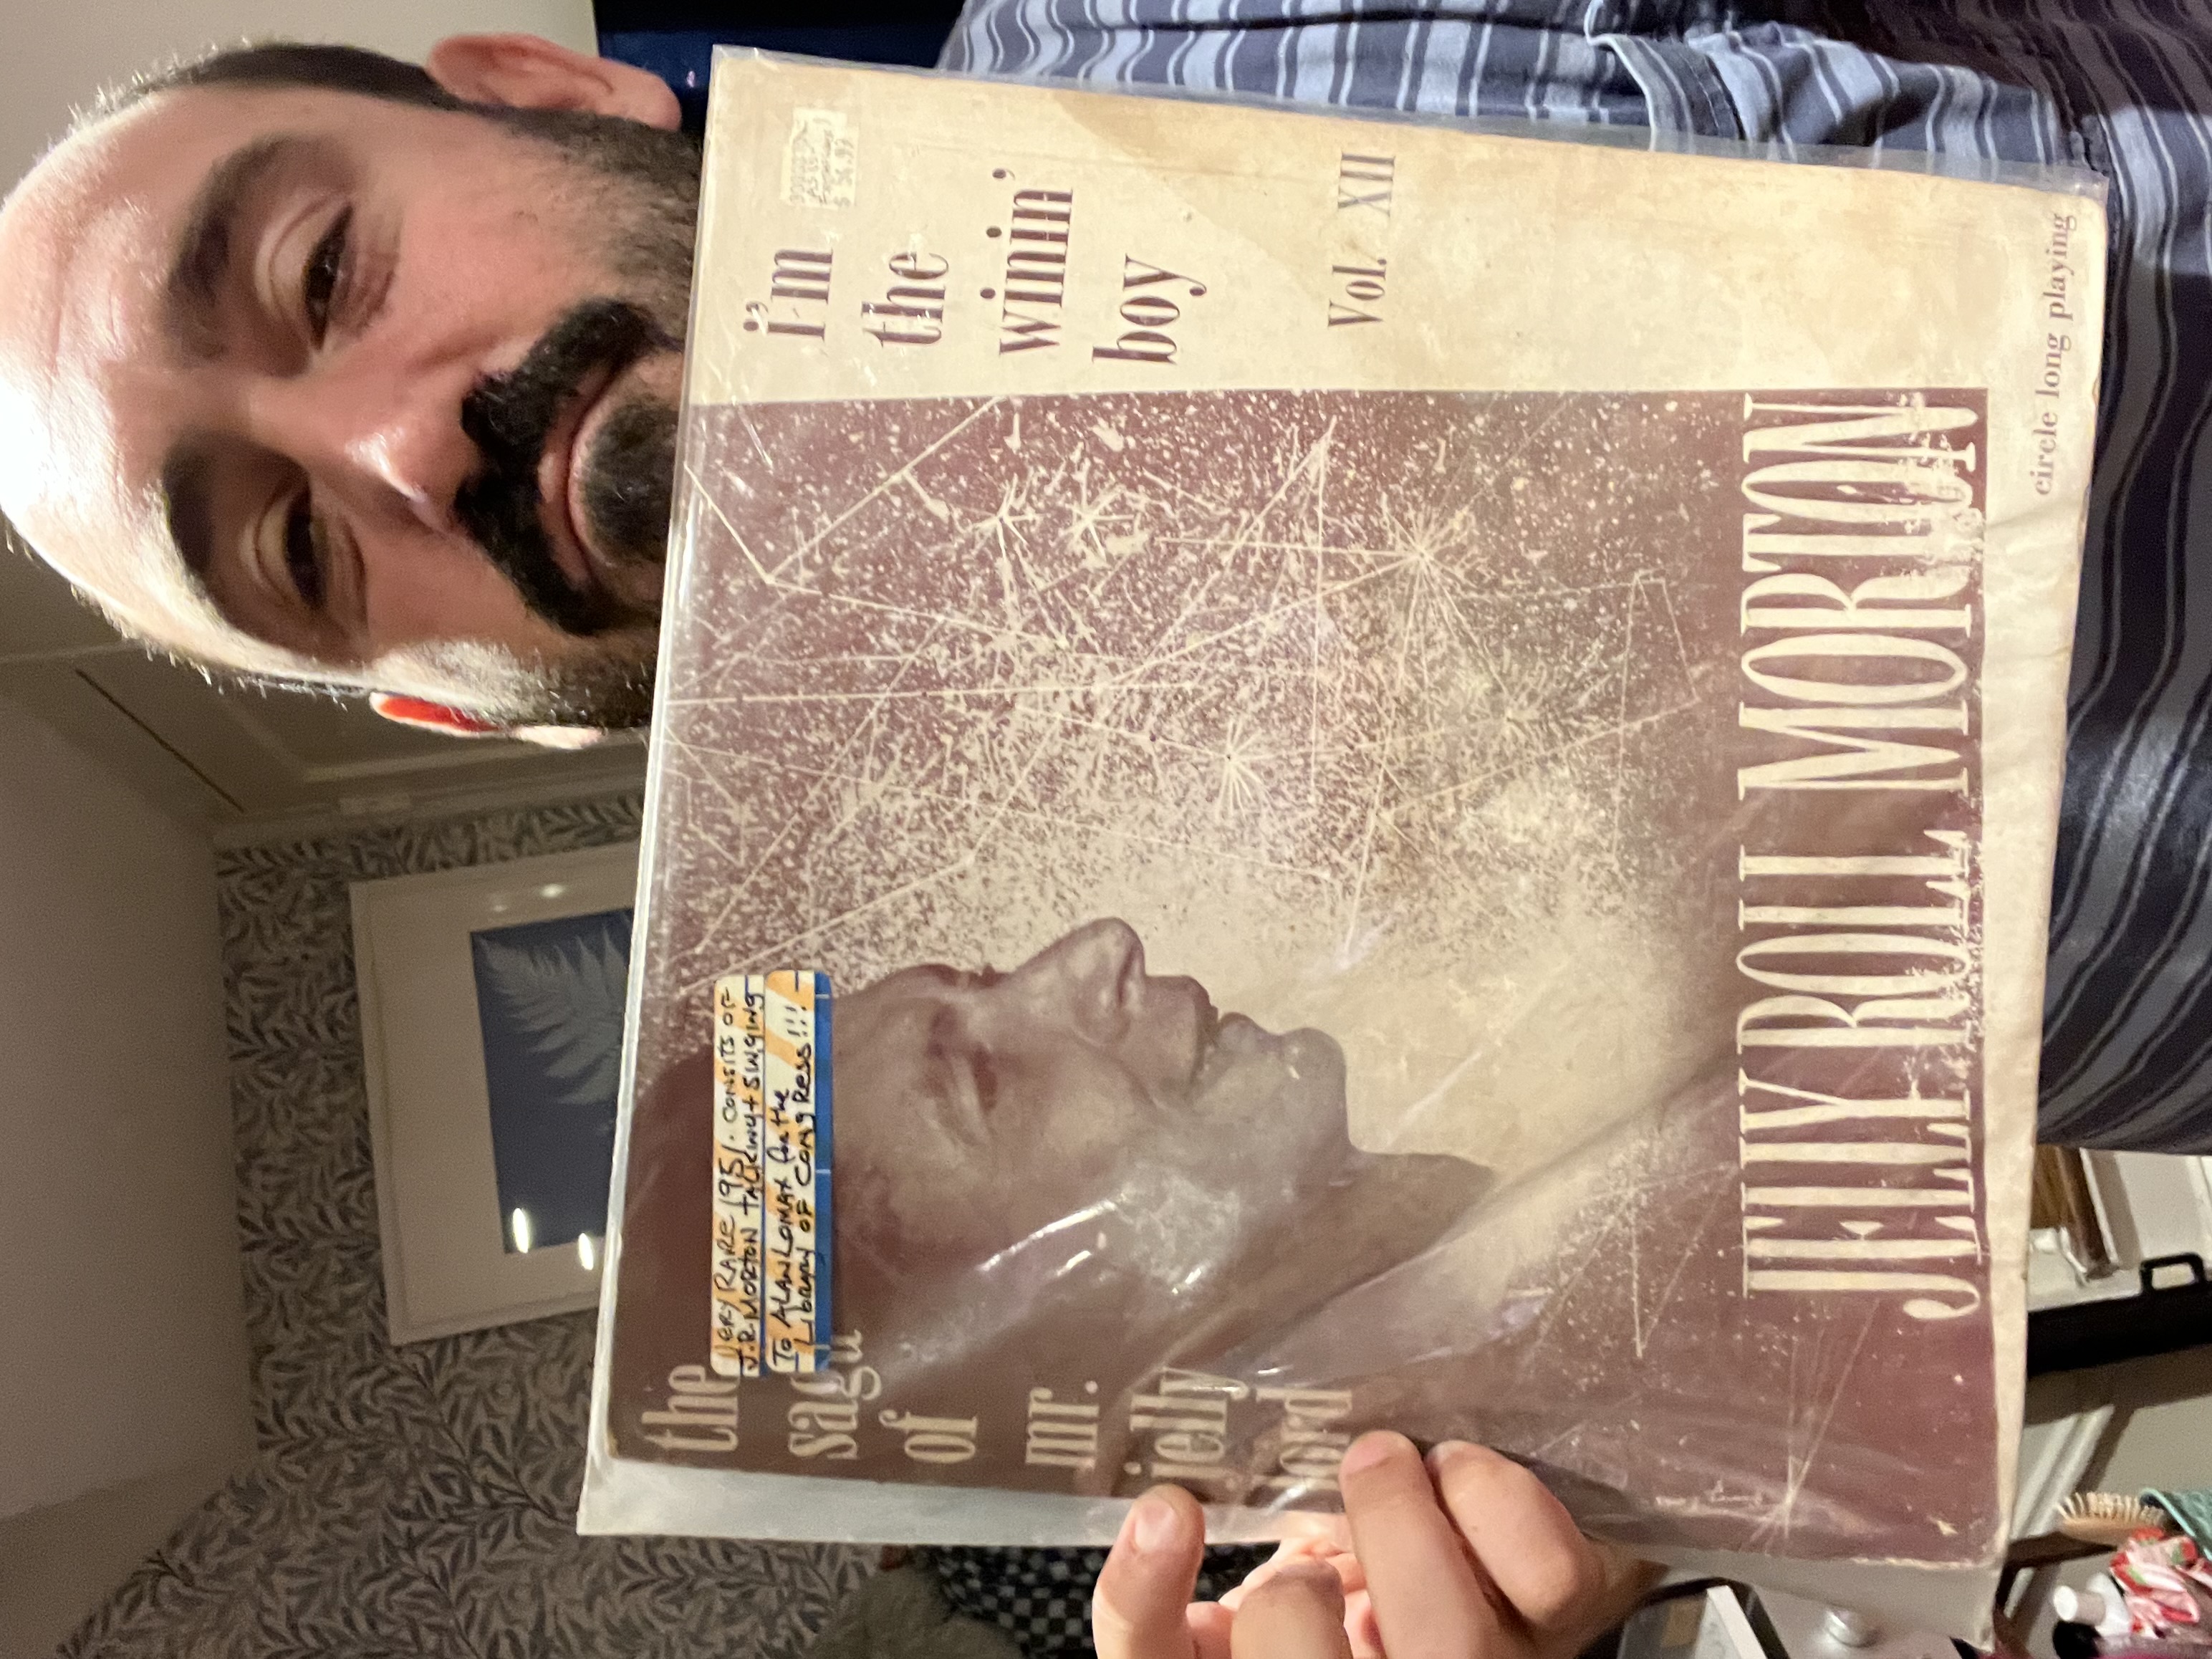 the
saga
of
mr.
jelly
lord
VERY RARE 1951. CONSITS OF
J.R. MORTON TALKING + SINGING
TO ALAN LOMAX for the
LIBRARY OF CONGRESS!!!
i'm
the
winin'
boy
$ 56.99
Vol. XII
JELLY ROLL MORTON
circle long playing